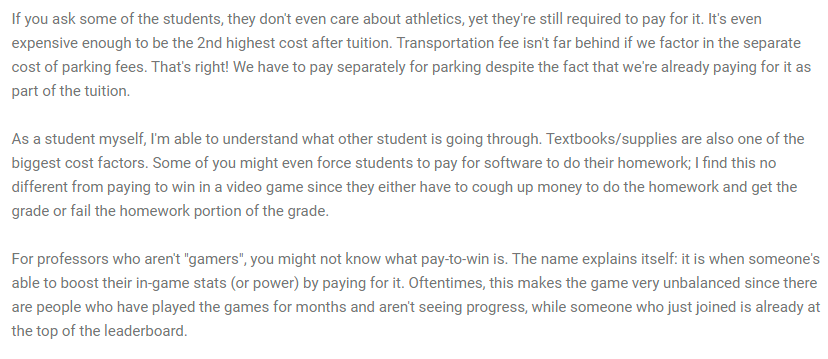 If you ask some of the students, they don't even care about athletics, yet they're still required to pay for it. It's even
expensive enough to be the 2nd highest cost after tuition. Transportation fee isn't far behind if we factor in the separate
cost of parking fees. That's right! We have to pay separately for parking despite the fact that we're already paying for it as
part of the tuition.
As a student myself, I'm able to understand what other student is going through. Textbooks/supplies are also one of the
biggest cost factors. Some of you might even force students to pay for software to do their homework; I find this no
different from paying to win in a video game since they either have to cough up money to do the homework and get the
grade or fail the homework portion of the grade.
For professors who aren't "gamers", you might not know what pay-to-win is. The name explains itself: it is when someone's
able to boost their in-game stats (or power) by paying for it. Oftentimes, this makes the game very unbalanced since there
are people who have played the games for months and aren't seeing progress, while someone who just joined is already at
the top of the leaderboard.